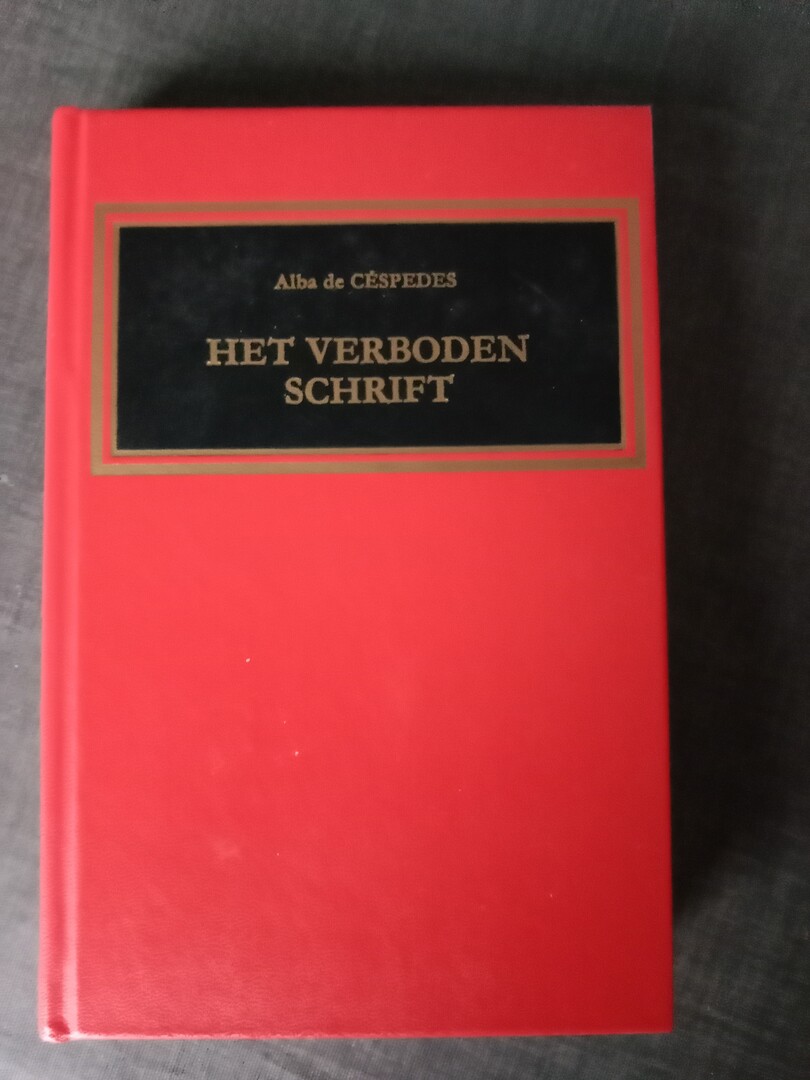 Alba de CÉSPEDES
HET VERBODEN
SCHRIFT